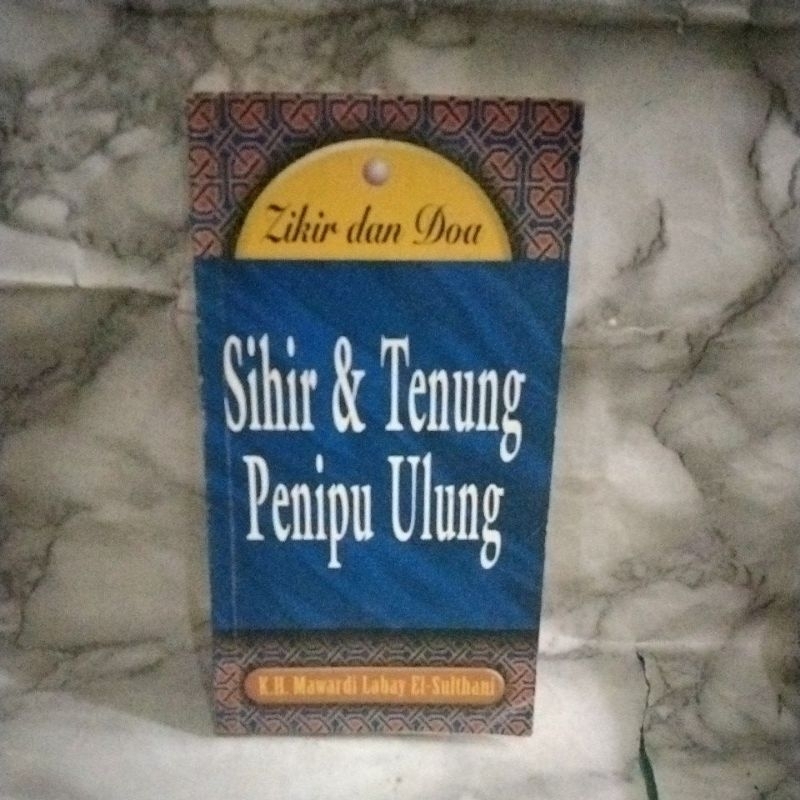 Zikir dan Doa
Sihir & Tenung
Penipu Ulung
K.H. Mawardi Labay El-Sulthani